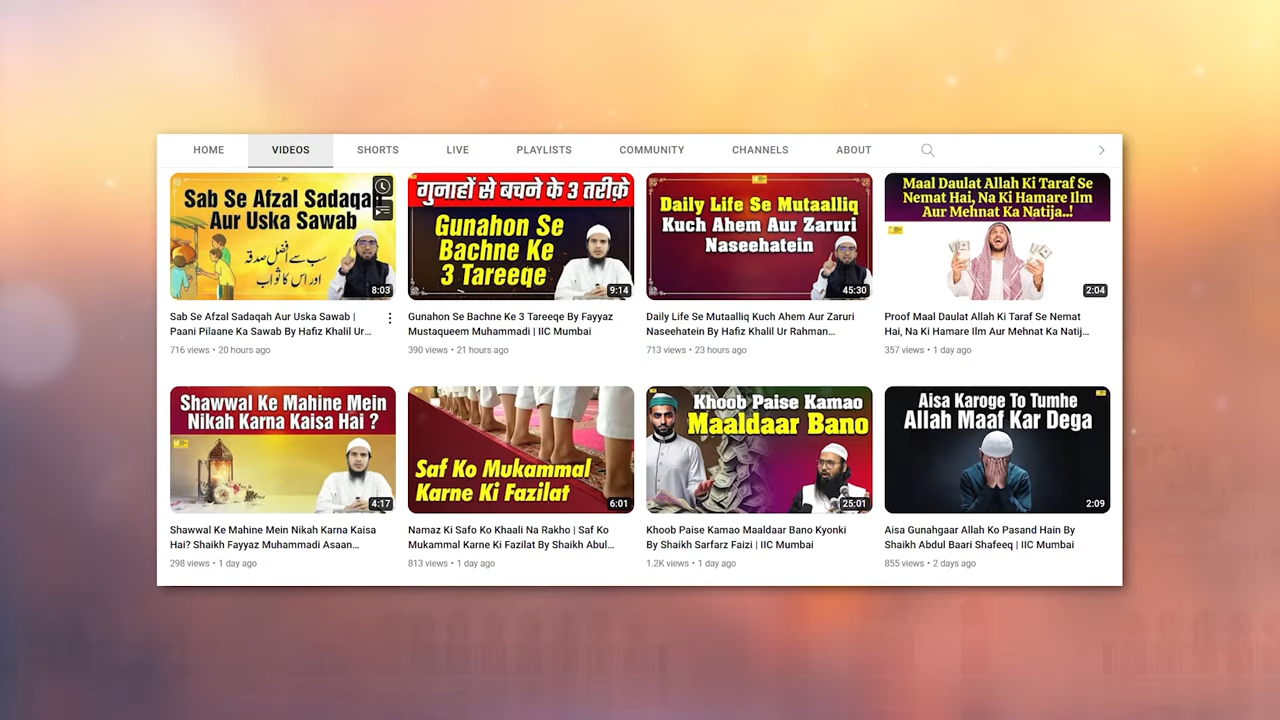 HOME VIDEOS SHORTS LIVE PLAYLISTS COMMUNITY CHANNELS ABOUT
Sab Se Afzal Sadaqah
Aur Uska Sawab
سب سے افضل صدقہ
اور اس کا ثواب
8:03
गुनाहों से बचने के 3 तरीक़े
Gunahon Se
Bachne Ke
3 Tareeqe
9:14
Daily Life Se Mutaalliq
Kuch Ahem Aur Zaruri
Naseehatein
45:30
Maal Daulat Allah Ki Taraf Se
Nemat Hai, Na Ki Hamare Ilm
Aur Mehnat Ka Natija..!
2:04
Sab Se Afzal Sadaqah Aur Uska Sawab |
Paani Pilaane Ka Sawab By Hafiz Khalil Ur...
716 views • 20 hours ago
Gunahon Se Bachne Ke 3 Tareeqe By Fayyaz
Mustaqueem Muhammadi | IIC Mumbai
390 views • 21 hours ago
Daily Life Se Mutaalliq Kuch Ahem Aur Zaruri
Naseehatein By Hafiz Khalil Ur Rahman...
713 views • 23 hours ago
Proof Maal Daulat Allah Ki Taraf Se Nemat
Hai, Na Ki Hamare Ilm Aur Mehnat Ka Natij...
357 views • 1 day ago
Shawwal Ke Mahine Mein
Nikah Karna Kaisa Hai ?
4:17
Saf Ko Mukammal
Karne Ki Fazilat
6:01
Khoob Paise Kamao
Maaldaar Bano
25:01
Aisa Karoge To Tumhe
Allah Maaf Kar Dega
2:09
Shawwal Ke Mahine Mein Nikah Karna Kaisa
Hai? Shaikh Fayyaz Muhammadi Asaan...
298 views • 1 day ago
Namaz Ki Safo Ko Khaali Na Rakho | Saf Ko
Mukammal Karne Ki Fazilat By Shaikh Abul...
813 views • 1 day ago
Khoob Paise Kamao Maaldaar Bano Kyonki
By Shaikh Sarfarz Faizi | IIC Mumbai
1.2K views • 1 day ago
Aisa Gunahgaar Allah Ko Pasand Hain By
Shaikh Abdul Baari Shafeeq | IIC Mumbai
855 views • 2 days ago